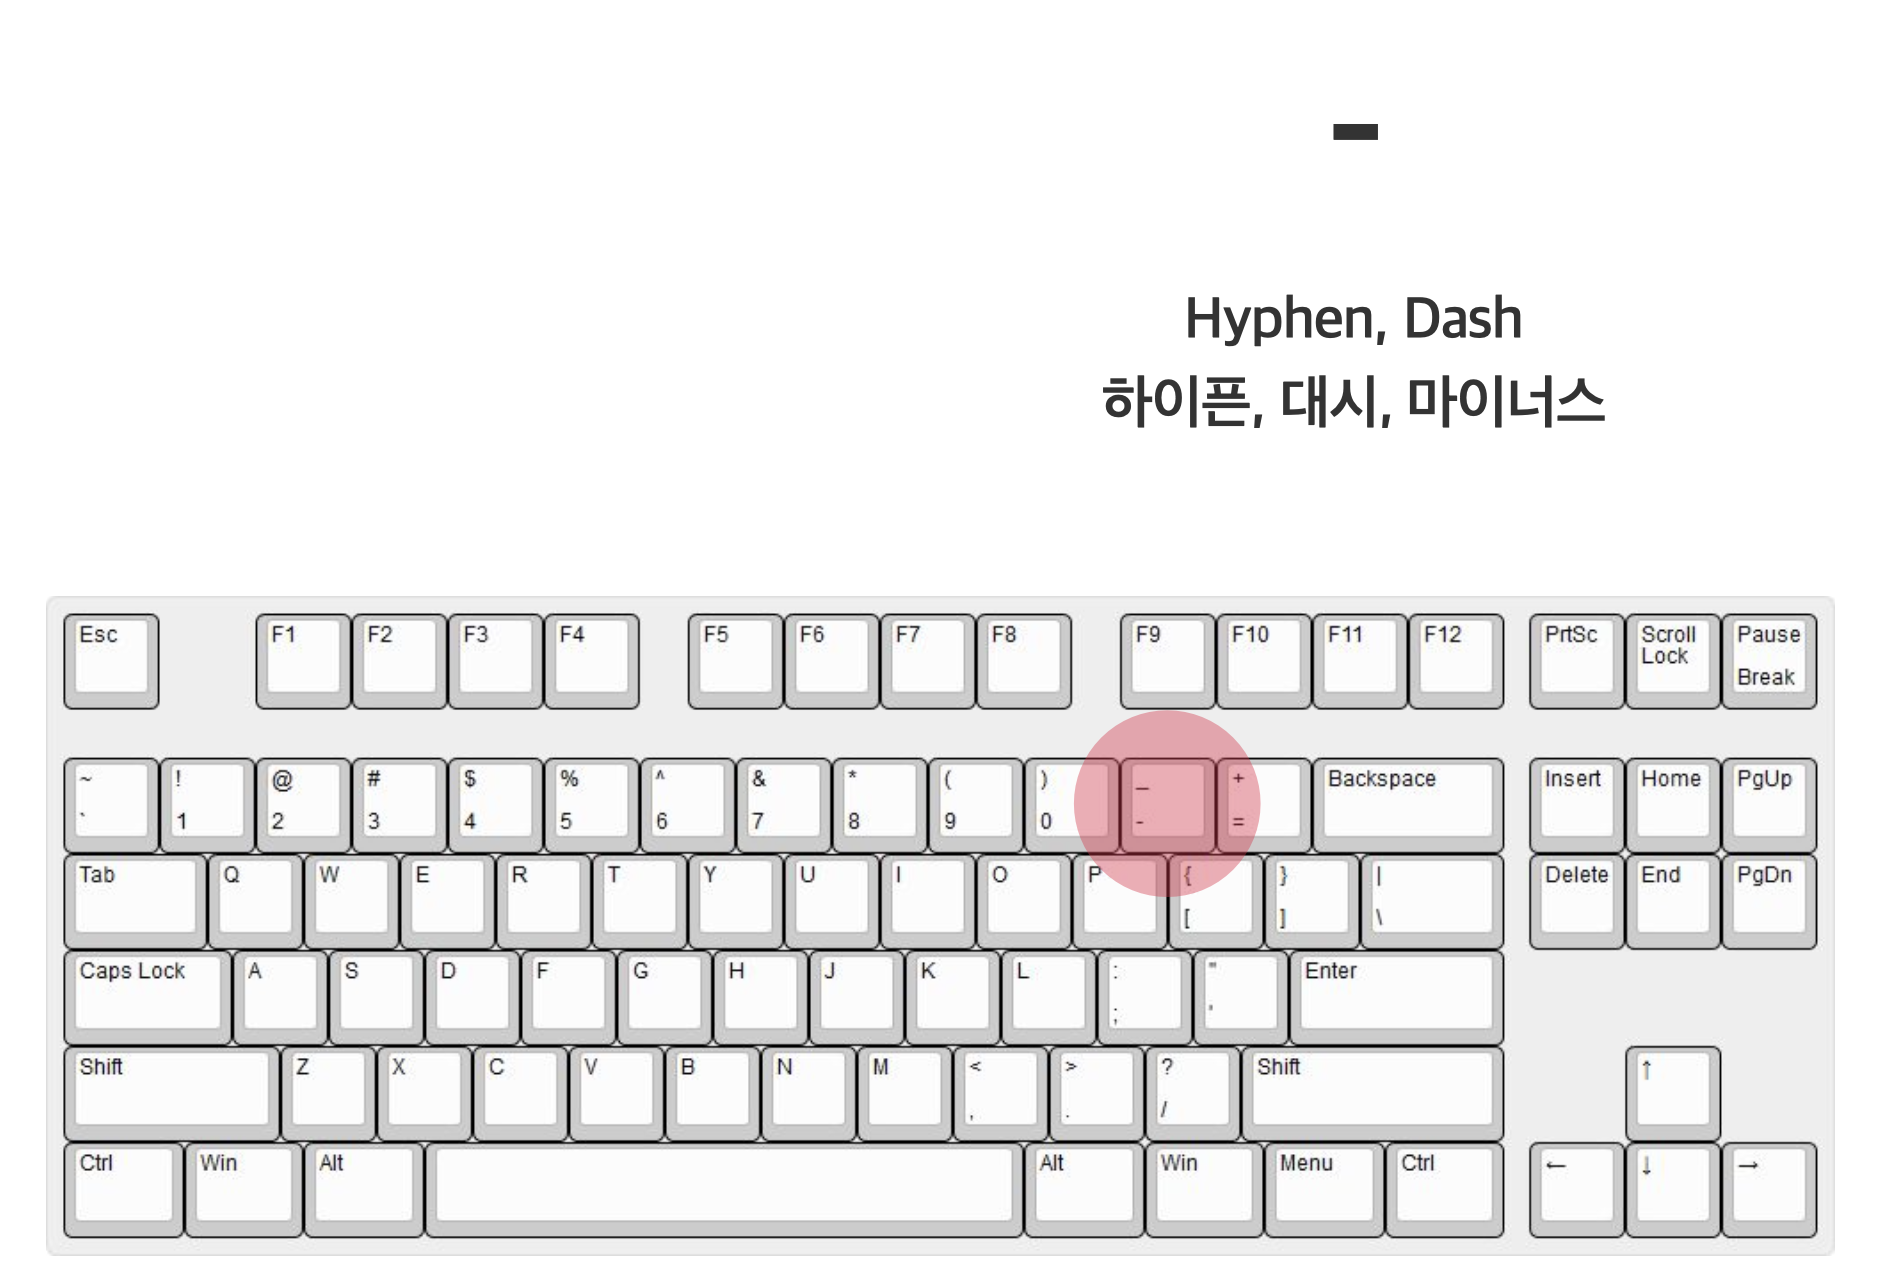 -
Hyphen, Dash
하이픈, 대시, 마이너스
Esc F1 F2 F3 F4 F5 F6 F7 F8 F9 F10 F11 F12 PrtSc Scroll Lock Pause Break
~ ` ! 1 @ 2 # 3 $ 4 % 5 ^ 6 & 7 * 8 ( 9 ) 0 _ - + = Backspace Insert Home PgUp
Tab Q W E R T Y U I O P { [ } ] | \ Delete End PgDn
Caps Lock A S D F G H J K L : ; " ' Enter
Shift Z X C V B N M < , > . ? / Shift ↑
Ctrl Win Alt Alt Win Menu Ctrl ← ↓ →